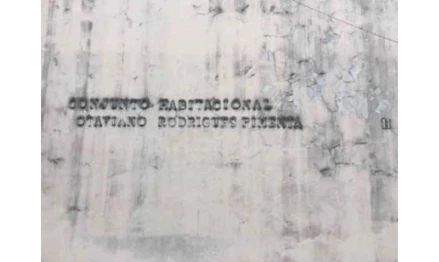 CONJUNTO HABITACIONAL
OTAVIANO RODRIGUES PIMENTA